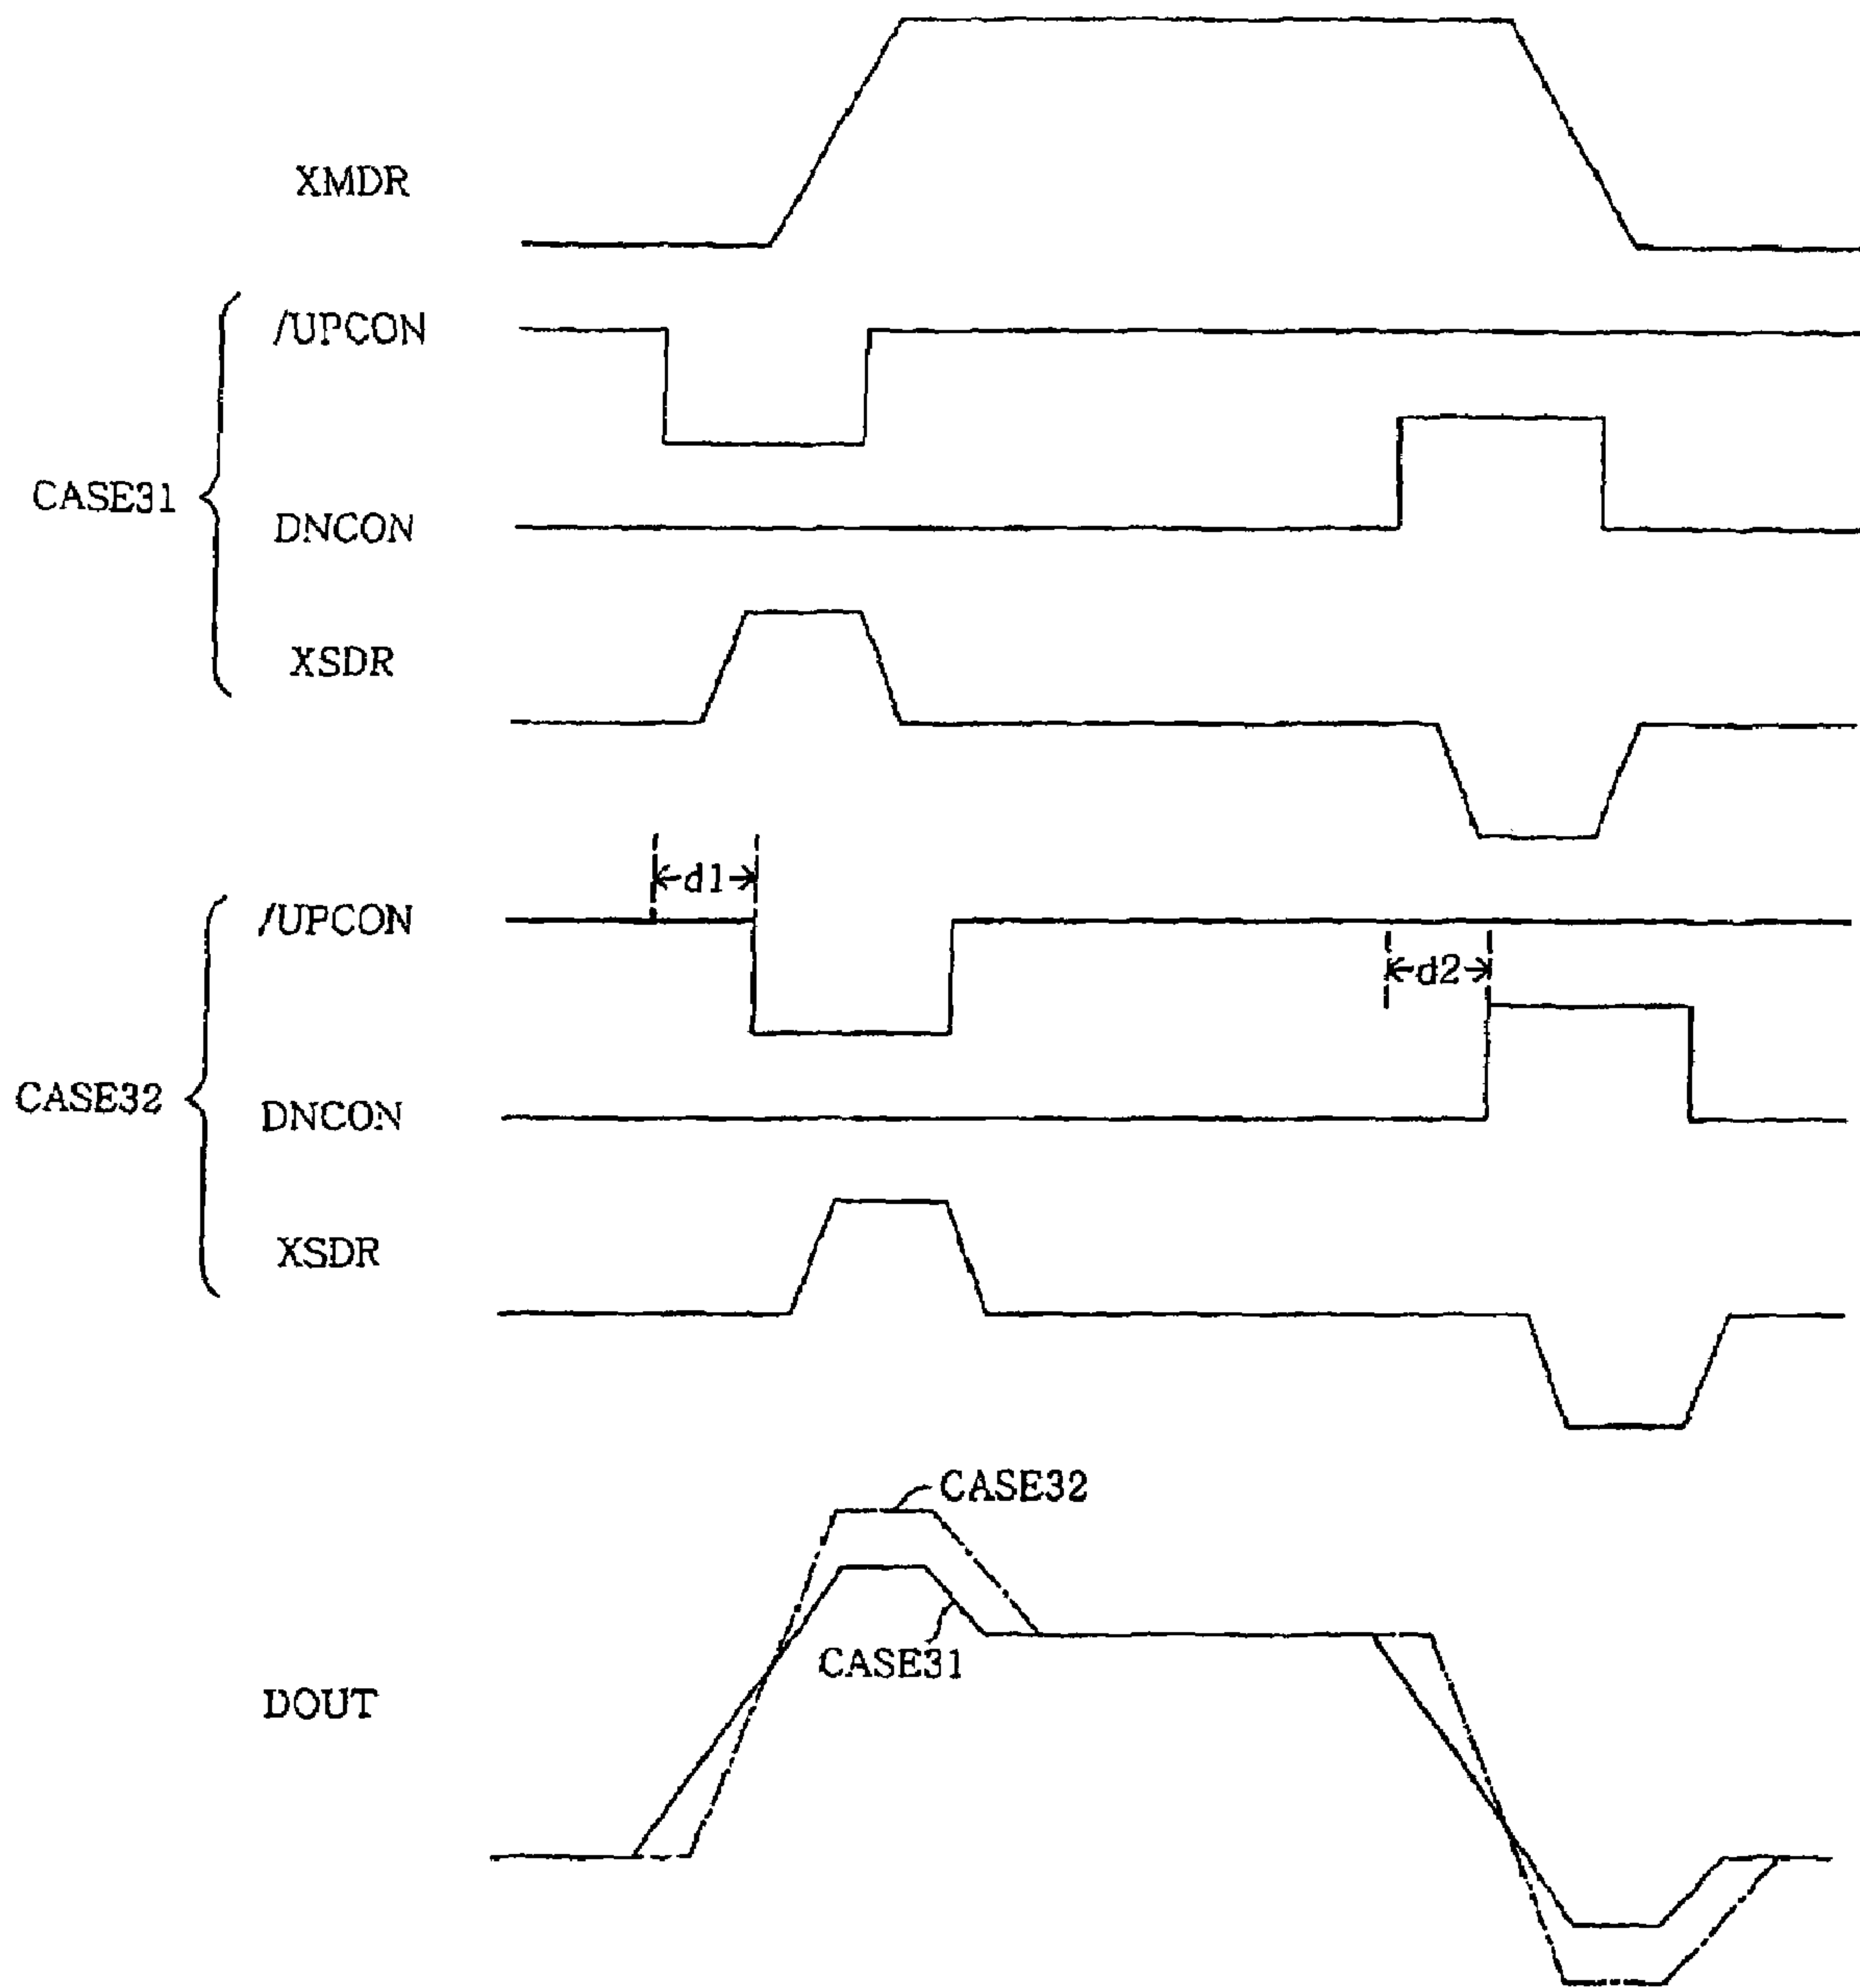 XMDR
/UPCON
CASE31
DNCON
XSDR
d1
/UPCON
d2
CASE32
DNCON
XSDR
CASE32
CASE31
DOUT